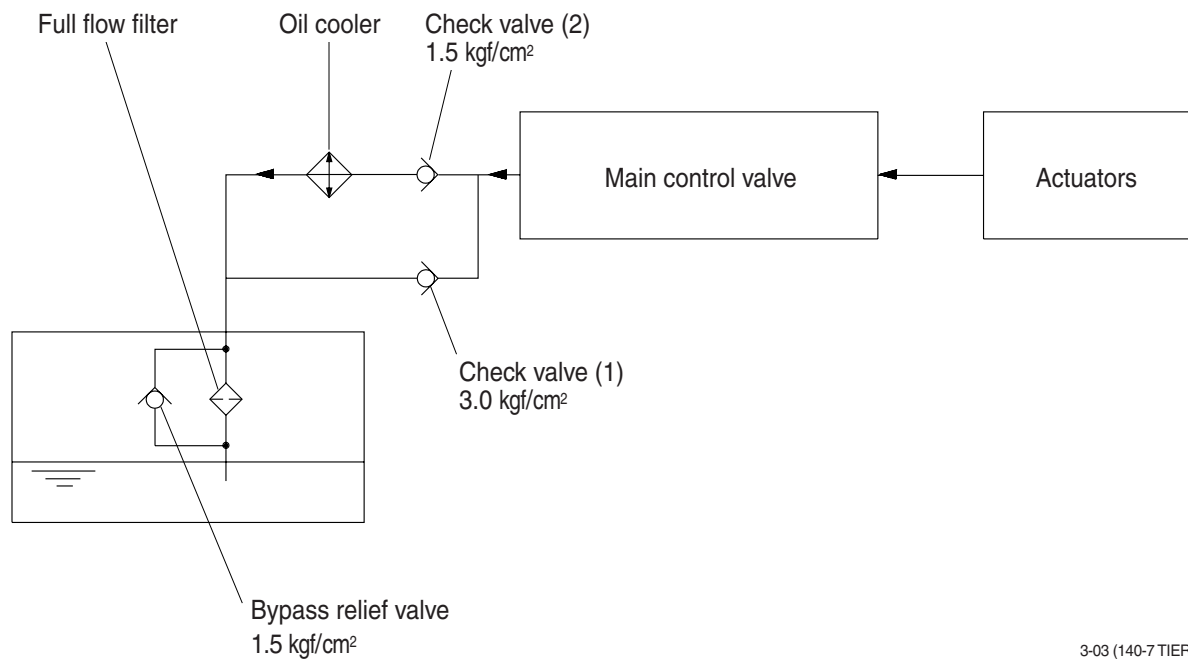 Full flow filter
Oil cooler
Check valve (2)
1.5 kgf/cm²
Main control valve
Actuators
Check valve (1)
3.0 kgf/cm²
Bypass relief valve
1.5 kgf/cm²
3-03 (140-7 TIER